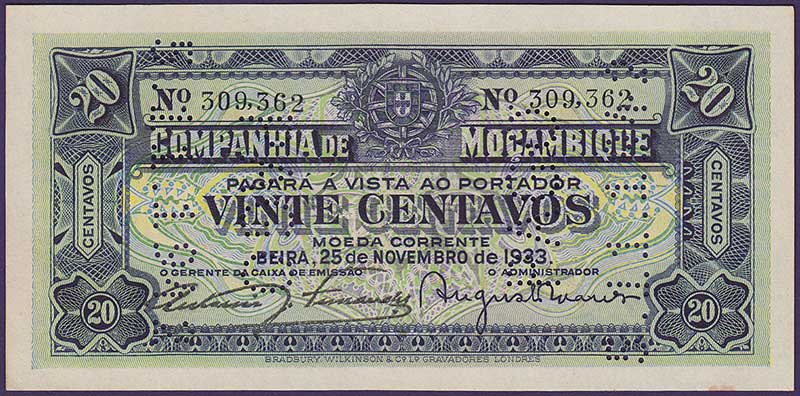 20 20
Nº 309,362 Nº 309,362
COMPANHIA DE MOÇAMBIQUE
PAGARÁ Á VISTA AO PORTADOR
VINTE CENTAVOS
MOEDA CORRENTE
BEIRA, 25 de NOVEMBRO de 1933.
O GERENTE DA CAIXA DE EMISSÃO O ADMINISTRADOR
CENTAVOS CENTAVOS
20 20
BRADBURY, WILKINSON & Cº Lº GRAVADORES LONDRES